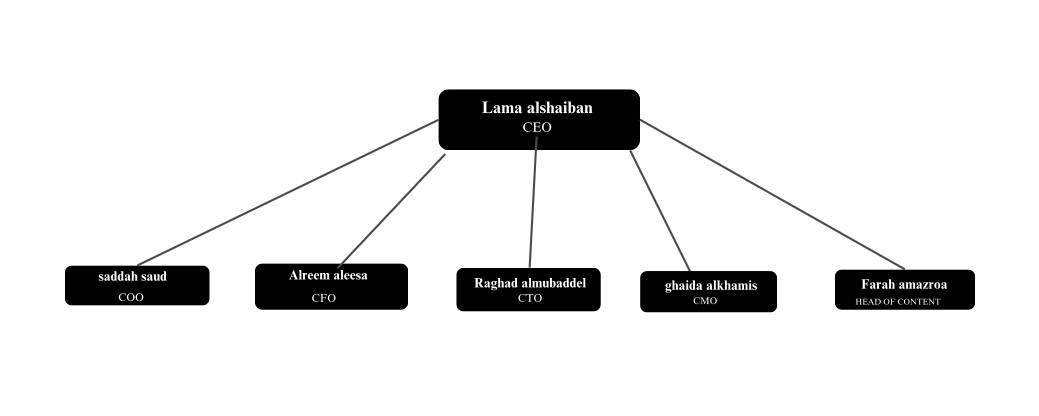 Lama alshaiban
CEO
saddah saud
COO
Alreem aleesa
CFO
Raghad almubaddel
CTO
ghaida alkhamis
CMO
Farah amazroa
HEAD OF CONTENT